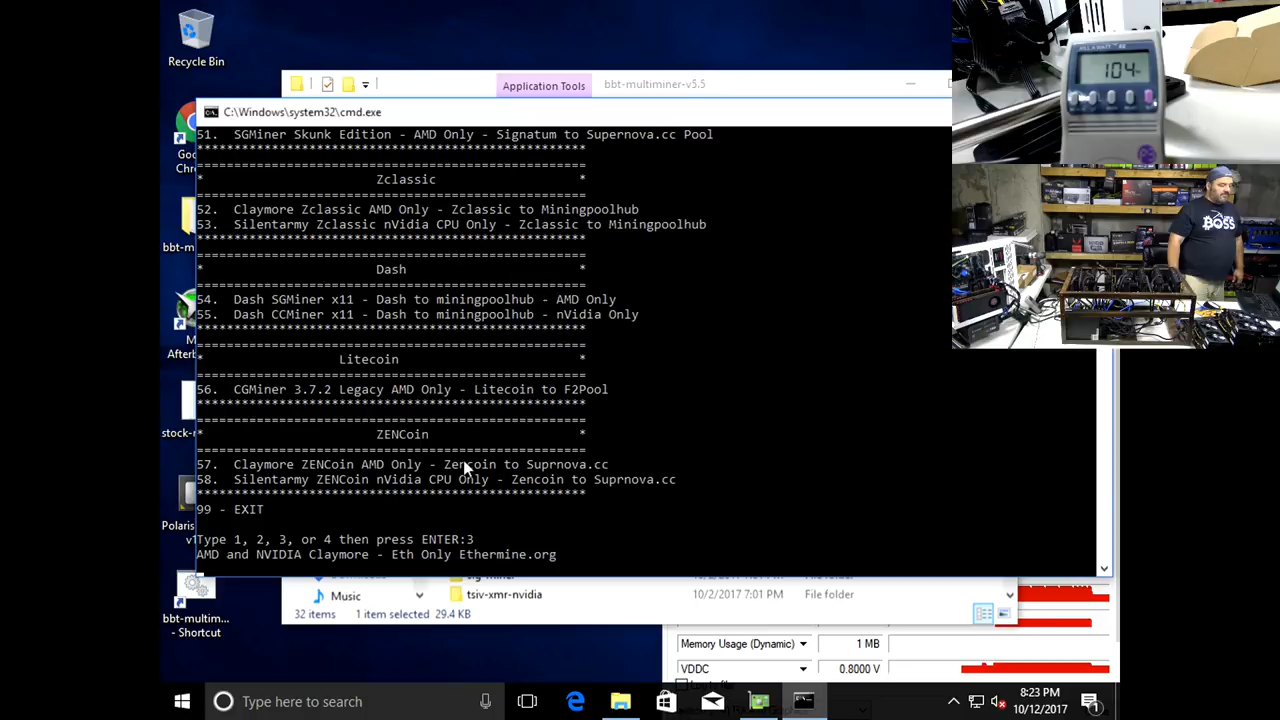 Recycle Bin
Application Tools
bbt-multiminer-v5.5
C:\Windows\system32\cmd.exe
104
BOSS
51. SGMiner Skunk Edition - AMD Only - Signatum to Supernova.cc Pool
***************************************************
===================================================
* Zclassic *
===================================================
52. Claymore Zclassic AMD Only - Zclassic to Miningpoolhub
53. Silentarmy Zclassic nVidia CPU Only - Zclassic to Miningpoolhub
***************************************************
===================================================
* Dash *
===================================================
54. Dash SGMiner x11 - Dash to miningpoolhub - AMD Only
55. Dash CCMiner x11 - Dash to miningpoolhub - nVidia Only
***************************************************
===================================================
* Litecoin *
===================================================
56. CGMiner 3.7.2 Legacy AMD Only - Litecoin to F2Pool
***************************************************
===================================================
* ZENCoin *
===================================================
57. Claymore ZENCoin AMD Only - Zencoin to Suprnova.cc
58. Silentarmy ZENCoin nVidia CPU Only - Zencoin to Suprnova.cc
***************************************************
99 - EXIT
Type 1, 2, 3, or 4 then press ENTER:3
AMD and NVIDIA Claymore - Eth Only Ethermine.org
Goo
Chr
bbt-m
M
Afterb
stock-r
Polaris
v1
bbt-multim...
- Shortcut
Music
tsiv-xmr-nvidia
10/2/2017 7:01 PM
File folder
32 items
1 item selected 29.4 KB
Memory Usage (Dynamic)
1 MB
VDDC
0.8000 V
Type here to search
8:23 PM
10/12/2017
1